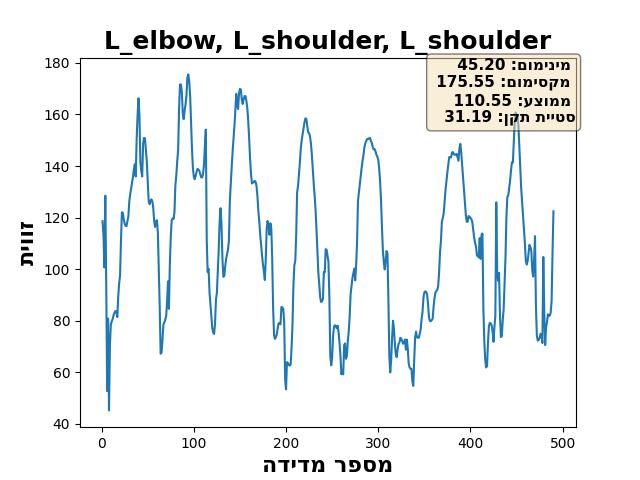 L_elbow, L_shoulder, L_shoulder
מינימום: 45.20
מקסימום: 175.55
ממוצע: 110.55
סטיית תקן: 31.19
180
160
140
120
100
80
60
40
זווית
0 100 200 300 400 500
מספר מדידה